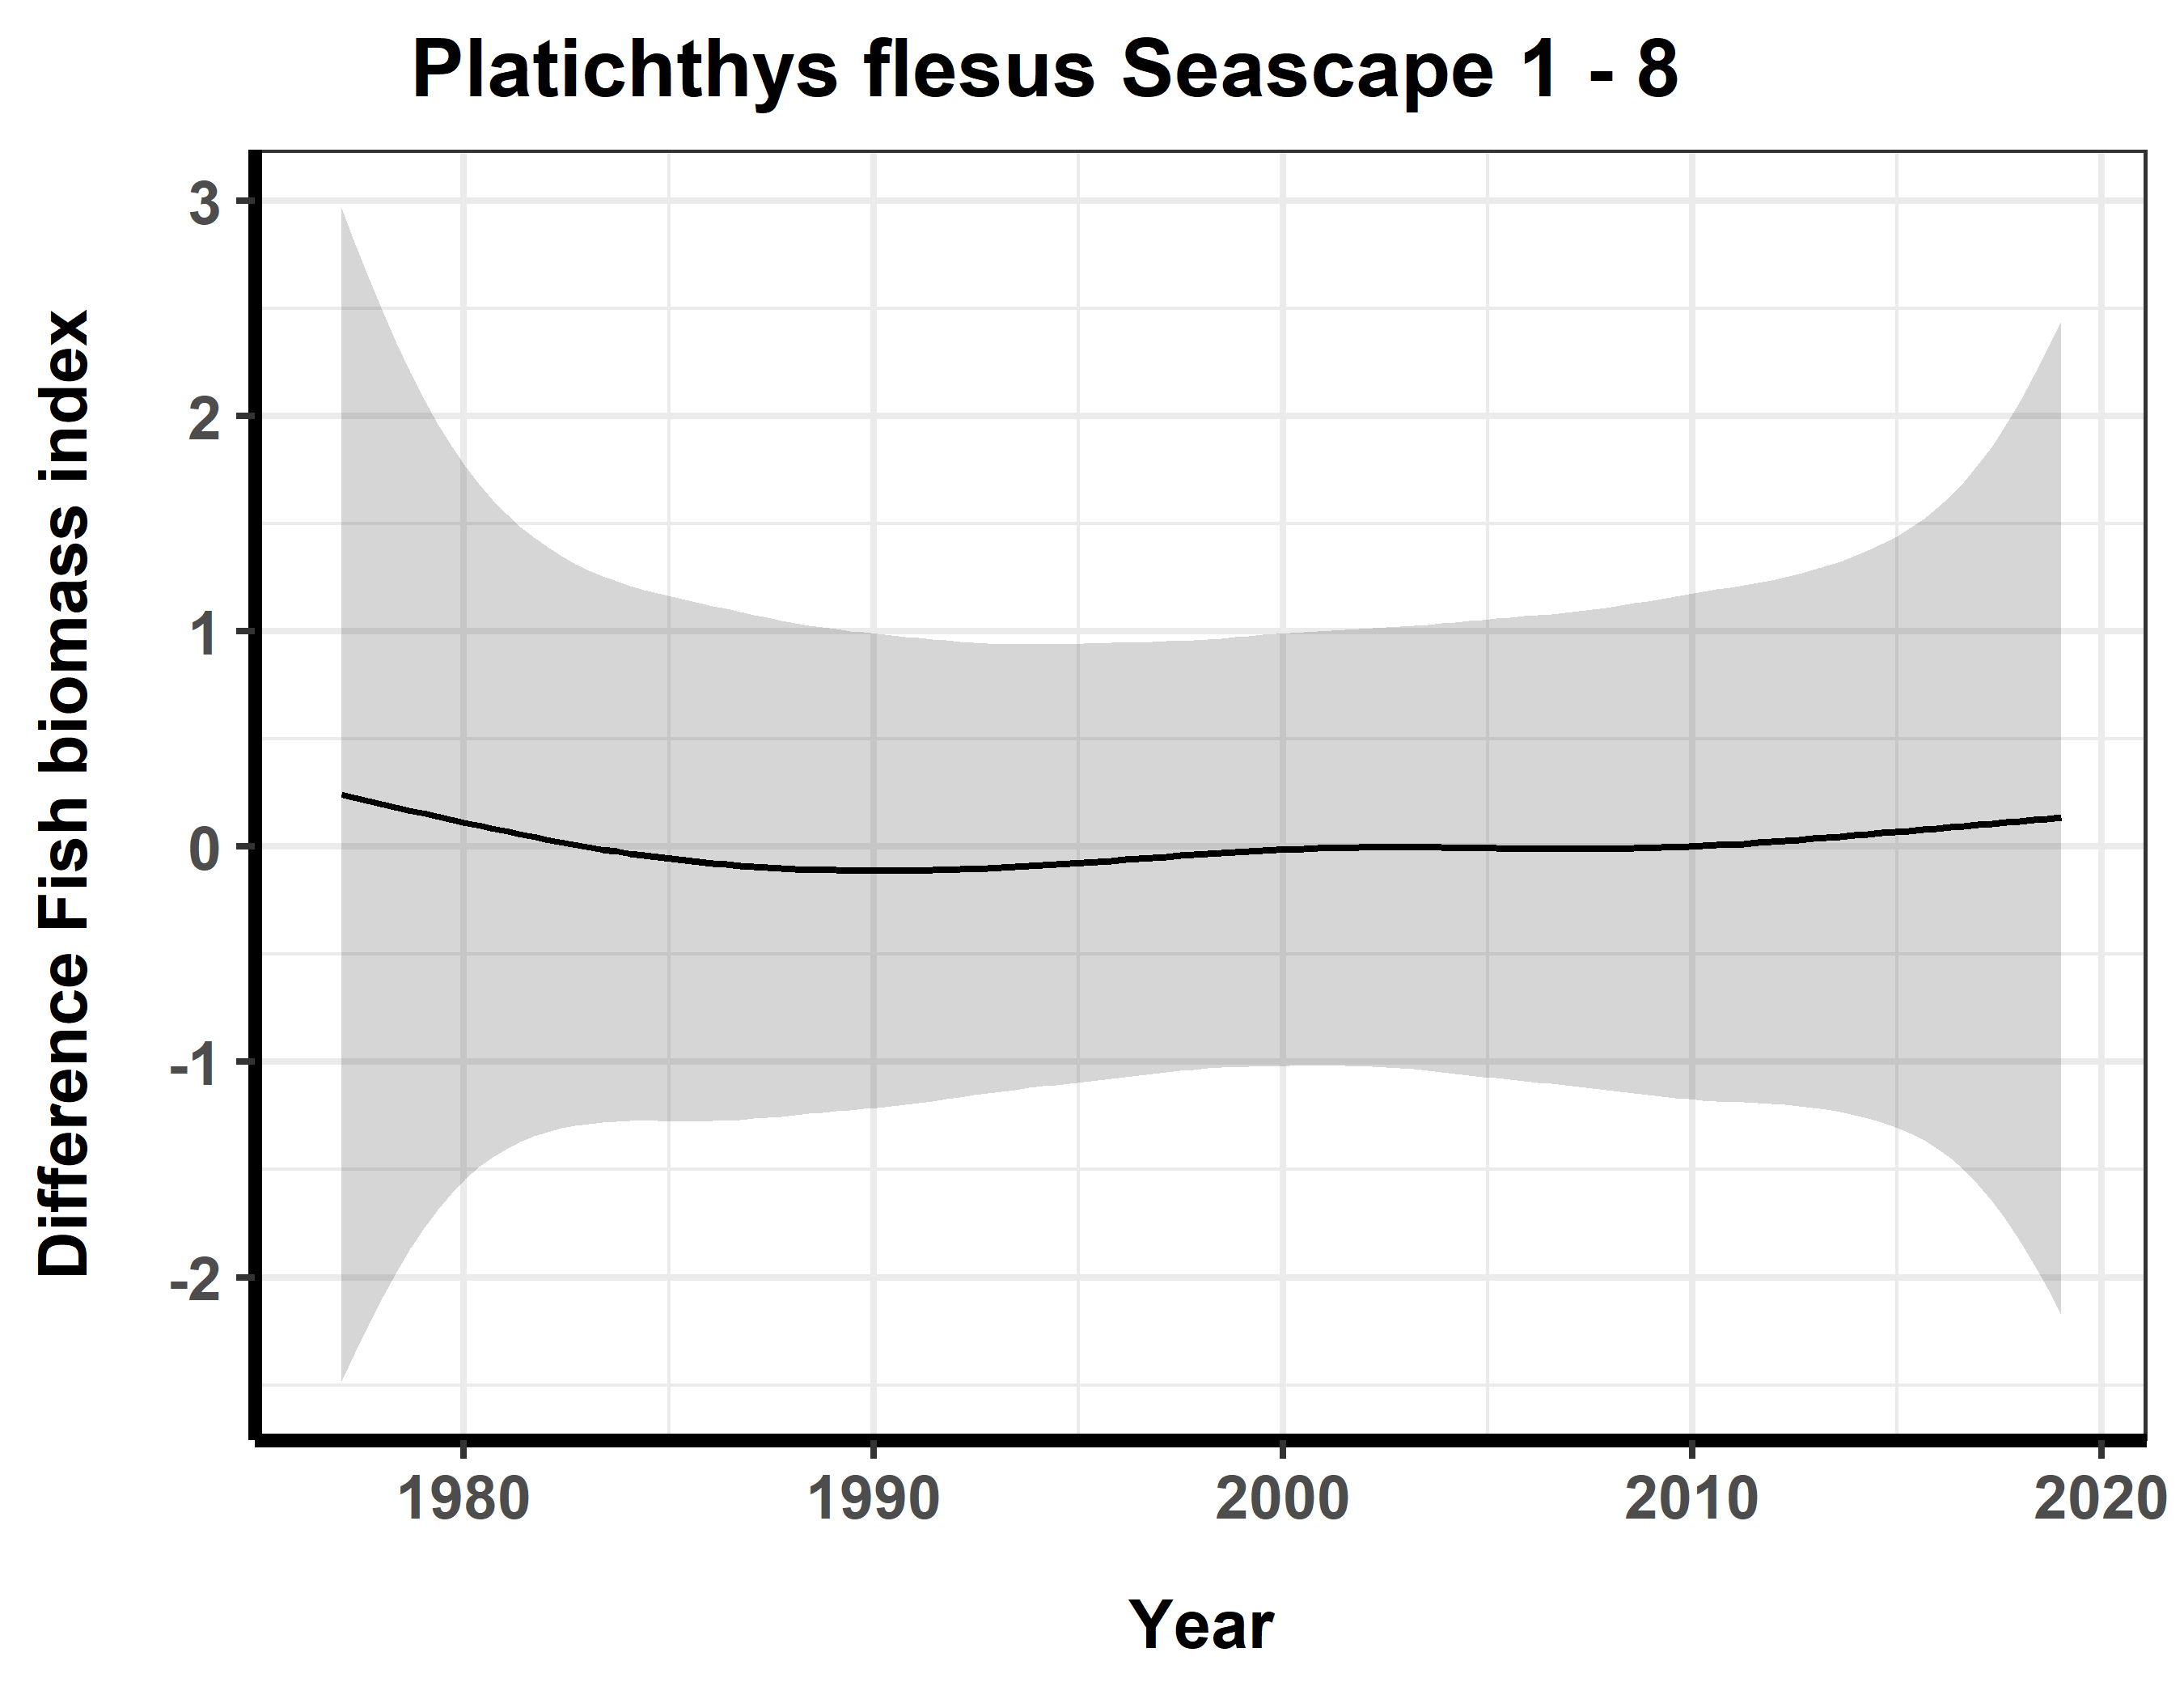 Platichthys flesus Seascape 1 - 8
Difference Fish biomass index
3
2
1
0
-1
-2
1980 1990 2000 2010 2020
Year